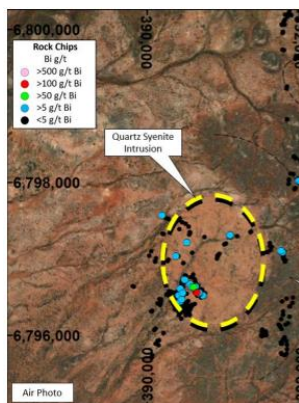 6,800,000
390,000
Rock Chips
Bi g/t
>500 g/t Bi
>100 g/t Bi
>50 g/t Bi
>5 g/t Bi
<5 g/t Bi
Quartz Syenite
Intrusion
6,798,000
6,796,000
Air Photo
390,000